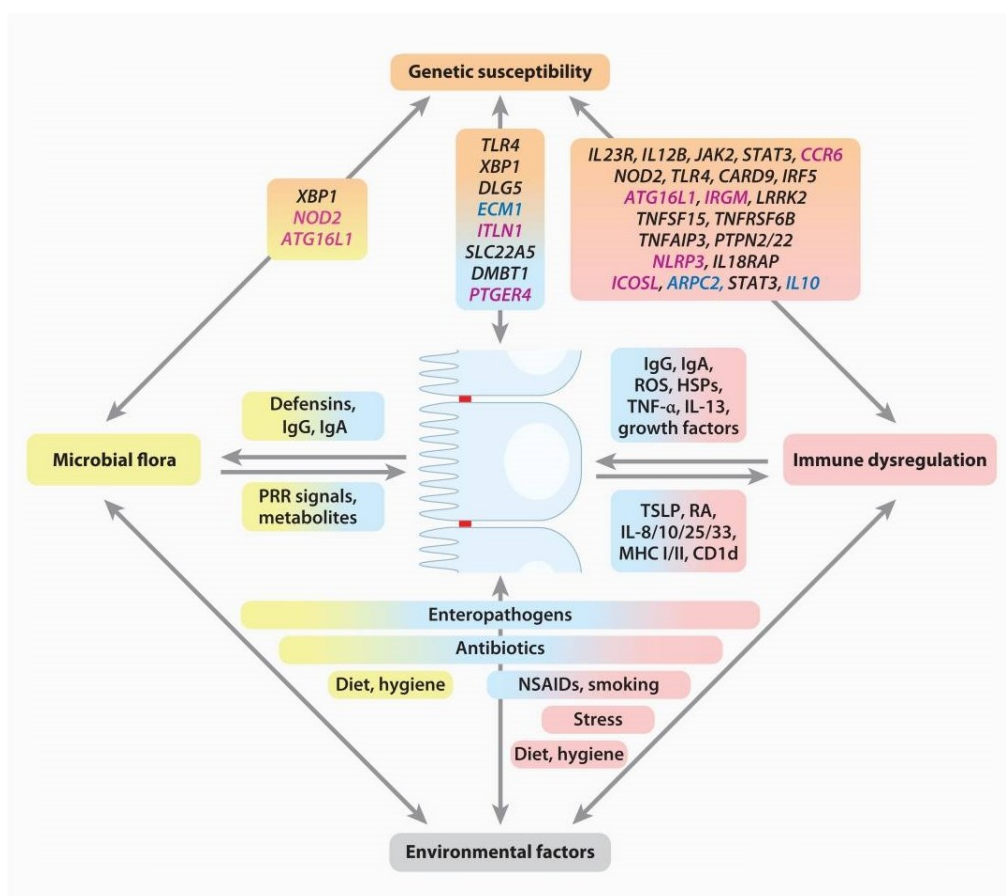 Genetic susceptibility
XBP1
NOD2
ATG16L1
TLR4
XBP1
DLG5
ECM1
ITLN1
SLC22A5
DMBT1
PTGER4
IL23R, IL12B, JAK2, STAT3, CCR6
NOD2, TLR4, CARD9, IRF5
ATG16L1, IRGM, LRRK2
TNFSF15, TNFRSF6B
TNFAIP3, PTPN2/22
NLRP3, IL18RAP
ICOSL, ARPC2, STAT3, IL10
Defensins,
IgG, IgA
IgG, IgA,
ROS, HSPs,
TNF-α, IL-13,
growth factors
Microbial flora
Immune dysregulation
PRR signals,
metabolites
TSLP, RA,
IL-8/10/25/33,
MHC I/II, CD1d
Enteropathogens
Antibiotics
Diet, hygiene
NSAIDs, smoking
Stress
Diet, hygiene
Environmental factors